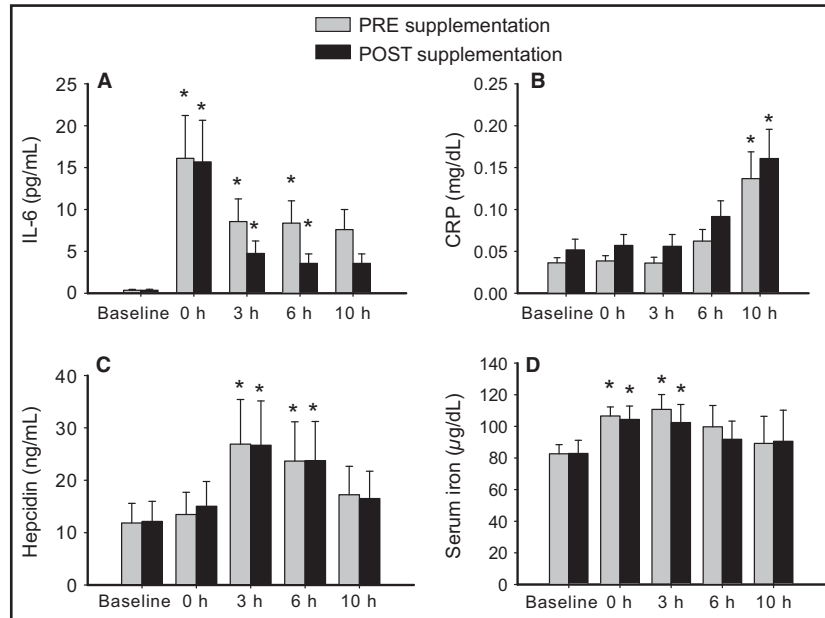 PRE supplementation
POST supplementation
A
25
20
15
10
5
0
IL-6 (pg/mL)
* * * * * *
Baseline 0 h 3 h 6 h 10 h
B
0.25
0.20
0.15
0.10
0.05
0.00
CRP (mg/dL)
* *
Baseline 0 h 3 h 6 h 10 h
C
40
30
20
10
0
Hepcidin (ng/mL)
* * * *
Baseline 0 h 3 h 6 h 10 h
D
140
120
100
80
60
40
20
0
Serum iron (µg/dL)
* * * *
Baseline 0 h 3 h 6 h 10 h